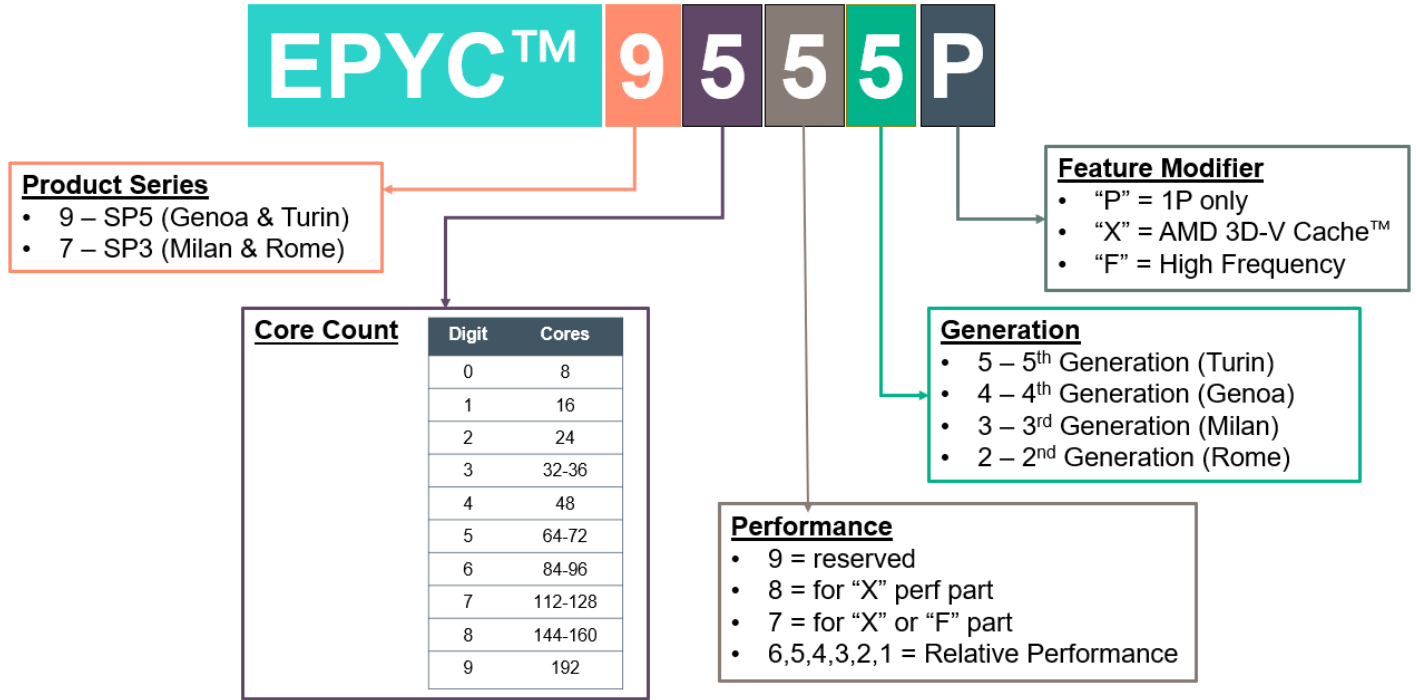 EPYC™ 9 5 5 5 P
Product Series
• 9 – SP5 (Genoa & Turin)
• 7 – SP3 (Milan & Rome)
Feature Modifier
• “P” = 1P only
• “X” = AMD 3D-V Cache™
• “F” = High Frequency
Core Count
Digit Cores
0 8
1 16
2 24
3 32-36
4 48
5 64-72
6 84-96
7 112-128
8 144-160
9 192
Generation
• 5 – 5th Generation (Turin)
• 4 – 4th Generation (Genoa)
• 3 – 3rd Generation (Milan)
• 2 – 2nd Generation (Rome)
Performance
• 9 = reserved
• 8 = for “X” perf part
• 7 = for “X” or “F” part
• 6,5,4,3,2,1 = Relative Performance